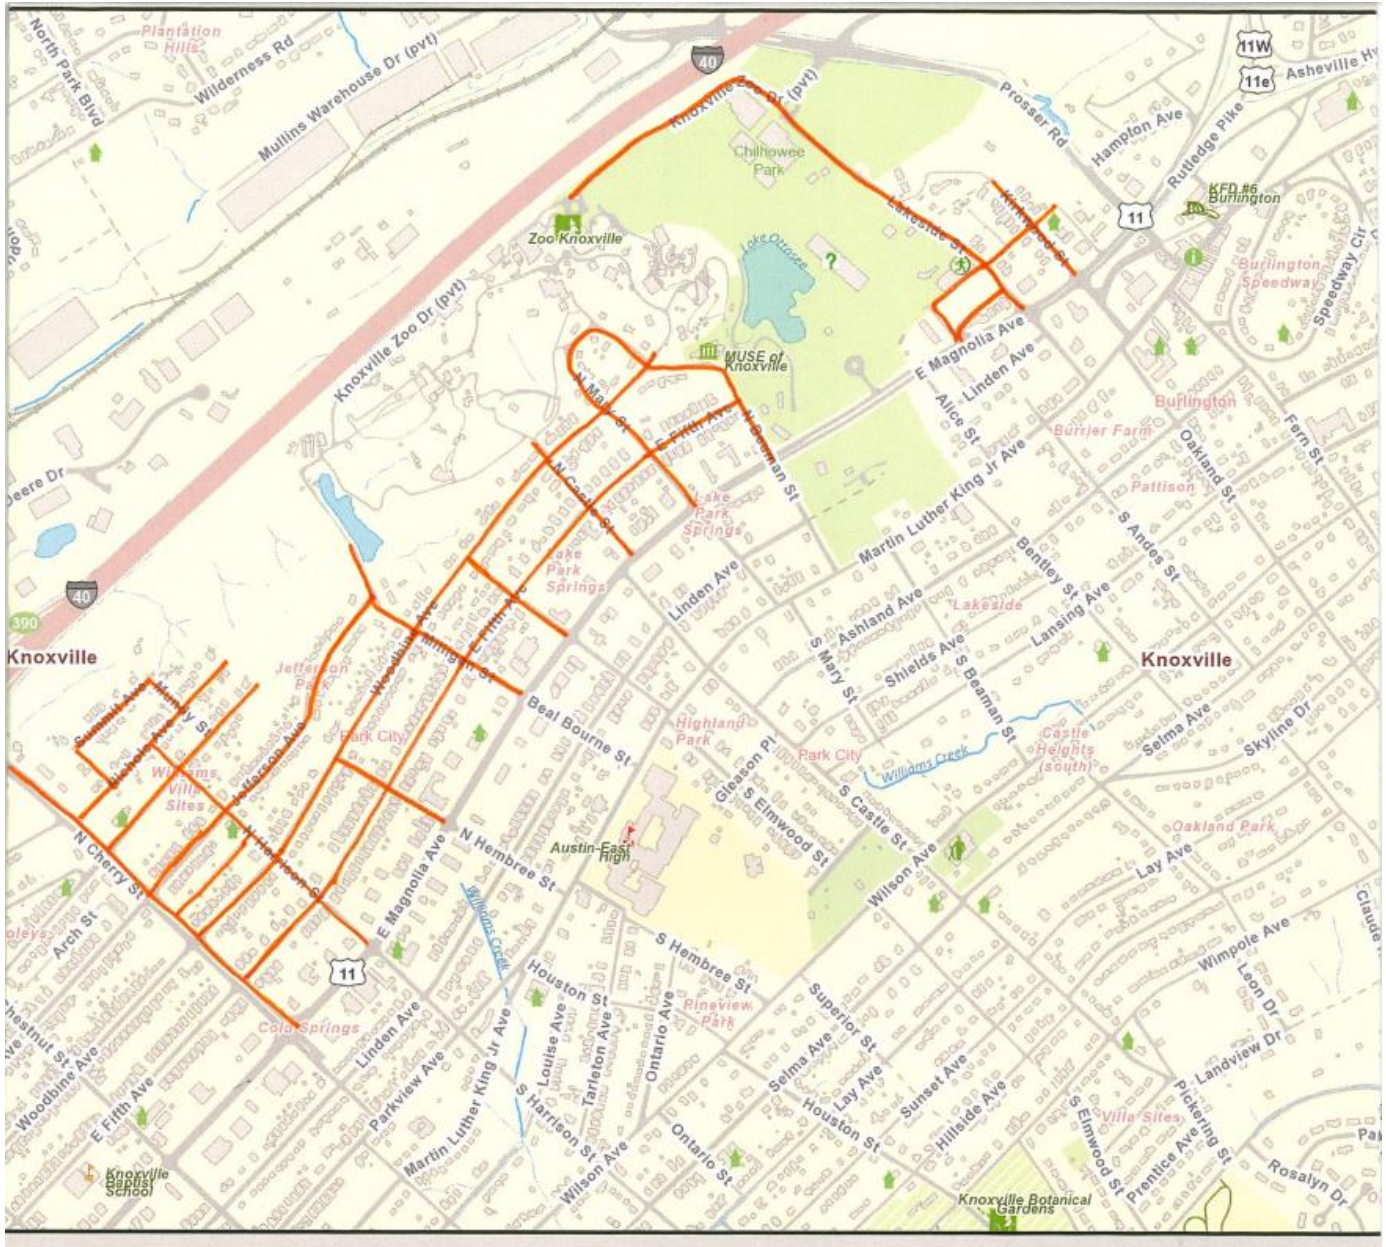 Plantation
Hills
North Park Blvd
Wilderness Rd
Mullins Warehouse Dr (pvt)
40
11W
11e
Asheville Hy
Prosser Rd
Hampton Ave
Rutledge Pike
Knoxville Zoo Dr (pvt)
Chilhowee
Park
KFD #6
Burlington
11
Kirkwood St
Lakeside St
Zoo Knoxville
Lake Ottosee
?
Burlington
Speedway
Speedway Cir
Knoxville Zoo Dr (pvt)
MUSE of
Knoxville
E Magnolia Ave
Linden Ave
N Mary St
E Fifth Ave
N Beaman St
Alice St
Burlington
Burrier Farm
Fern St
Oakland St
Deere Dr
N Castle St
Lake
Park
Springs
Martin Luther King Jr Ave
Pattison
S Andes St
Lake
Park
Springs
Bentley St
Linden Ave
40
390
Knoxville
Woodbine Ave
E Fifth Ave
Milligan St
Ashland Ave
Lakeside
Lansing Ave
S Mary St
Shields Ave
S Beaman St
Knoxville
Jefferson
Park
Summit Ave
Mundy St
Nichols Ave
Beal Bourne St
Highland
Park
Park City
Park City
Castle
Heights
(south)
Selma Ave
Skyline Dr
Williams
Villa
Sites
Jefferson Ave
Gleason Pl
Williams Creek
S Elmwood St
S Castle St
Oakland Park
N Cherry St
N Harrison St
E Magnolia Ave
N Hembree St
Austin-East
High
Wilson Ave
Lay Ave
Claude
Arch St
Williams Creek
S Hembree St
Wimpole Ave
Leon Dr
11
Houston St
Pineview
Park
Superior St
Cold Springs
Linden Ave
Louise Ave
Tarleton Ave
Ontario Ave
Selma Ave
Lay Ave
Landview Dr
Chestnut St
Woodbine Ave
E Fifth Ave
Parkview Ave
Martin Luther King Jr Ave
S Harrison St
Sunset Ave
Hillside Ave
Houston St
Villa Sites
S Elmwood St
Prentice Ave
Pickering St
Ontario St
Wilson Ave
Rosalyn Dr
Knoxville
Baptist
School
Knoxville Botanical
Gardens